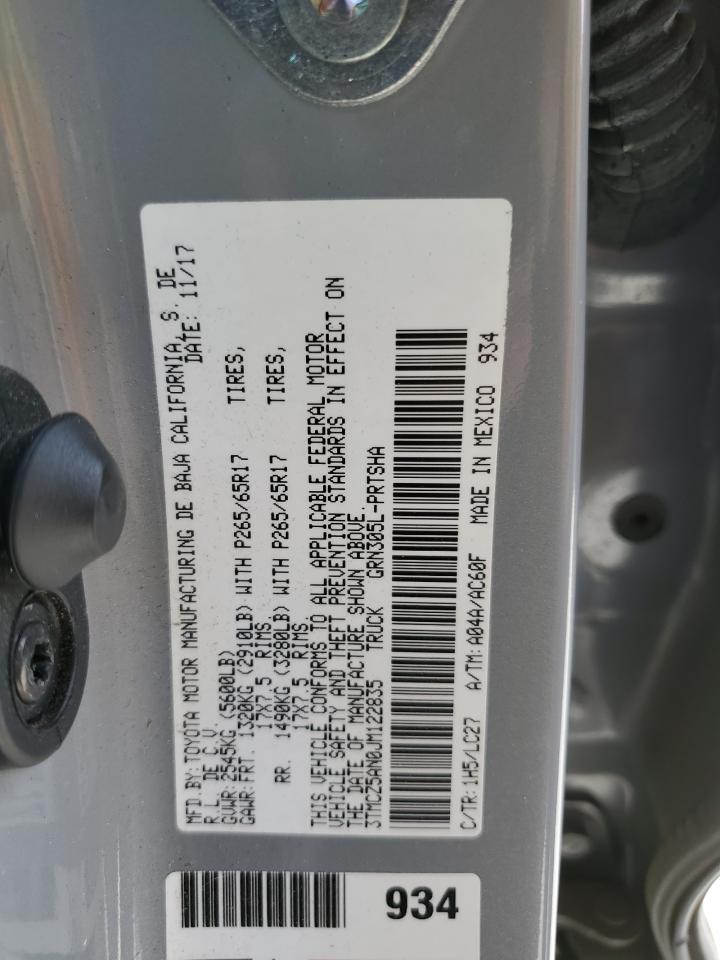 MFD.BY:TOYOTA MOTOR MANUFACTURING DE BAJA CALIFORNIA, S. DE
R.L. DE C.V. DATE: 11/17
GVWR:2545KG (5600LB)
GAWR:FRT. 1320KG (2910LB) WITH P265/65R17 TIRES,
17X7.5 RIMS.
RR. 1490KG (3280LB) WITH P265/65R17 TIRES,
17X7.5 RIMS.
THIS VEHICLE CONFORMS TO ALL APPLICABLE FEDERAL MOTOR
VEHICLE SAFETY AND THEFT PREVENTION STANDARDS IN EFFECT ON
THE DATE OF MANUFACTURE SHOWN ABOVE.
3TMCZ5AN0JM122835 TRUCK GRN305L-PRTSHA
C/TR:1H5/LC27 A/TM:A04A/AC60F MADE IN MEXICO 934
934